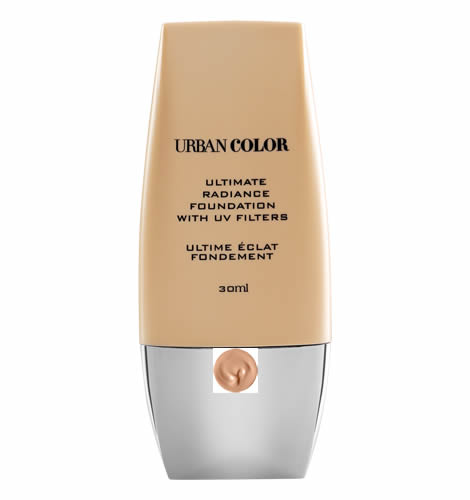 URBAN COLOR
ULTIMATE
RADIANCE
FOUNDATION
WITH UV FILTERS
ULTIME ÉCLAT
FONDEMENT
30ml